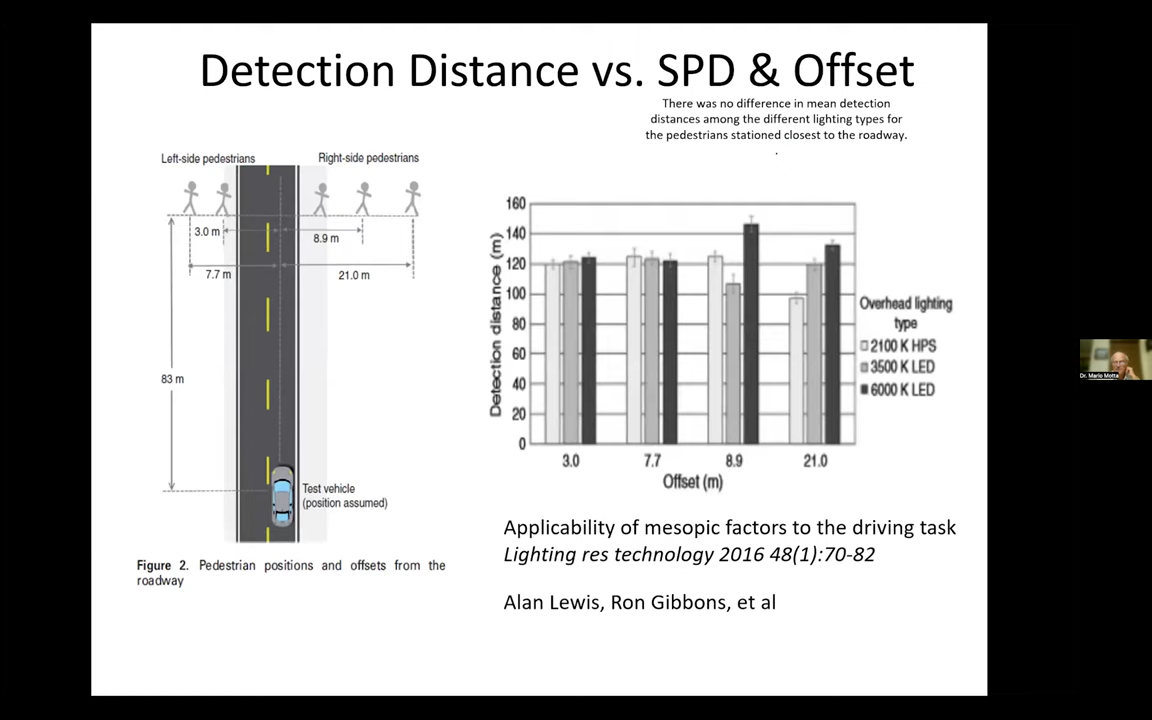 Detection Distance vs. SPD & Offset
There was no difference in mean detection
distances among the different lighting types for
the pedestrians stationed closest to the roadway.
.
Left-side pedestrians
Right-side pedestrians
3.0 m
8.9 m
7.7 m
21.0 m
83 m
Test vehicle
(position assumed)
Figure 2. Pedestrian positions and offsets from the
roadway
Detection distance (m)
160
140
120
100
80
60
40
20
0
3.0
7.7
8.9
21.0
Offset (m)
Overhead lighting
type
2100 K HPS
3500 K LED
6000 K LED
Applicability of mesopic factors to the driving task
Lighting res technology 2016 48(1):70-82
Alan Lewis, Ron Gibbons, et al
Dr. Mario Motta